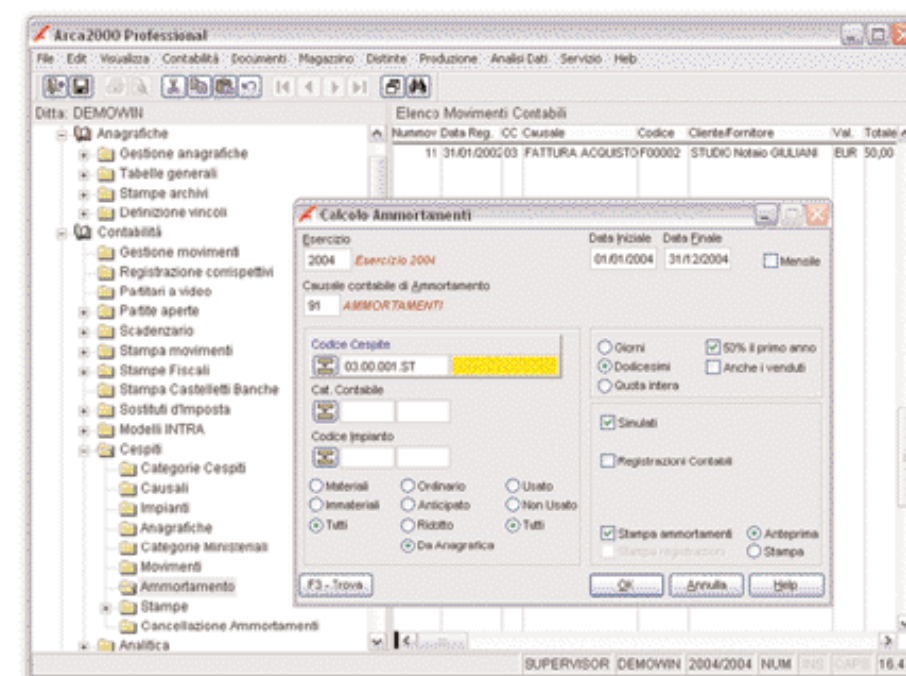 Arca2000 Professional
File Edit Visualizza Contabilità Documenti Magazzino Distinte Produzione Analisi Dati Servizio Help
Ditta: DEMOWIN
Elenco Movimenti Contabili
Anagrafiche
Gestione anagrafiche
Tabelle generali
Stampe archivi
Definizione vincoli
Contabilità
Gestione movimenti
Registrazione corrispettivi
Partitari a video
Partite aperte
Scadenzario
Stampa movimenti
Stampe Fiscali
Stampa Castelletti Banche
Sostituti d'Imposta
Modelli INTRA
Cespiti
Categorie Cespiti
Causali
Impianti
Anagrafiche
Categorie Ministeriali
Movimenti
Ammortamento
Stampe
Cancellazione Ammortamenti
Analitica
Nummov Data Reg. CC Causale Codice Cliente/Fornitore Val. Totale
11 31/01/2002 03 FATTURA ACQUISTO F00002 STUDIO Notaio GIULIANI EUR 50,00
Calcolo Ammortamenti
Esercizio Data Iniziale Data Finale
2004 Esercizio 2004 01/01/2004 31/12/2004 Mensile
Causale contabile di Ammortamento
91 AMMORTAMENTI
Codice Cespite
03.00.001.ST
Cat. Contabile
Codice Impianto
Materiali Ordinario Usato
Immateriali Anticipato Non Usato
Tutti Ridotto Tutti
Da Anagrafica
Giorni 50% il primo anno
Dodicesimi Anche i venduti
Quota intera
Simulati
Registrazioni Contabili
Stampa ammortamenti Anteprima
Stampa registrazioni Stampa
F3 - Trova OK Annulla Help
SUPERVISOR DEMOWIN 2004/2004 NUM INS CAPS 16.4